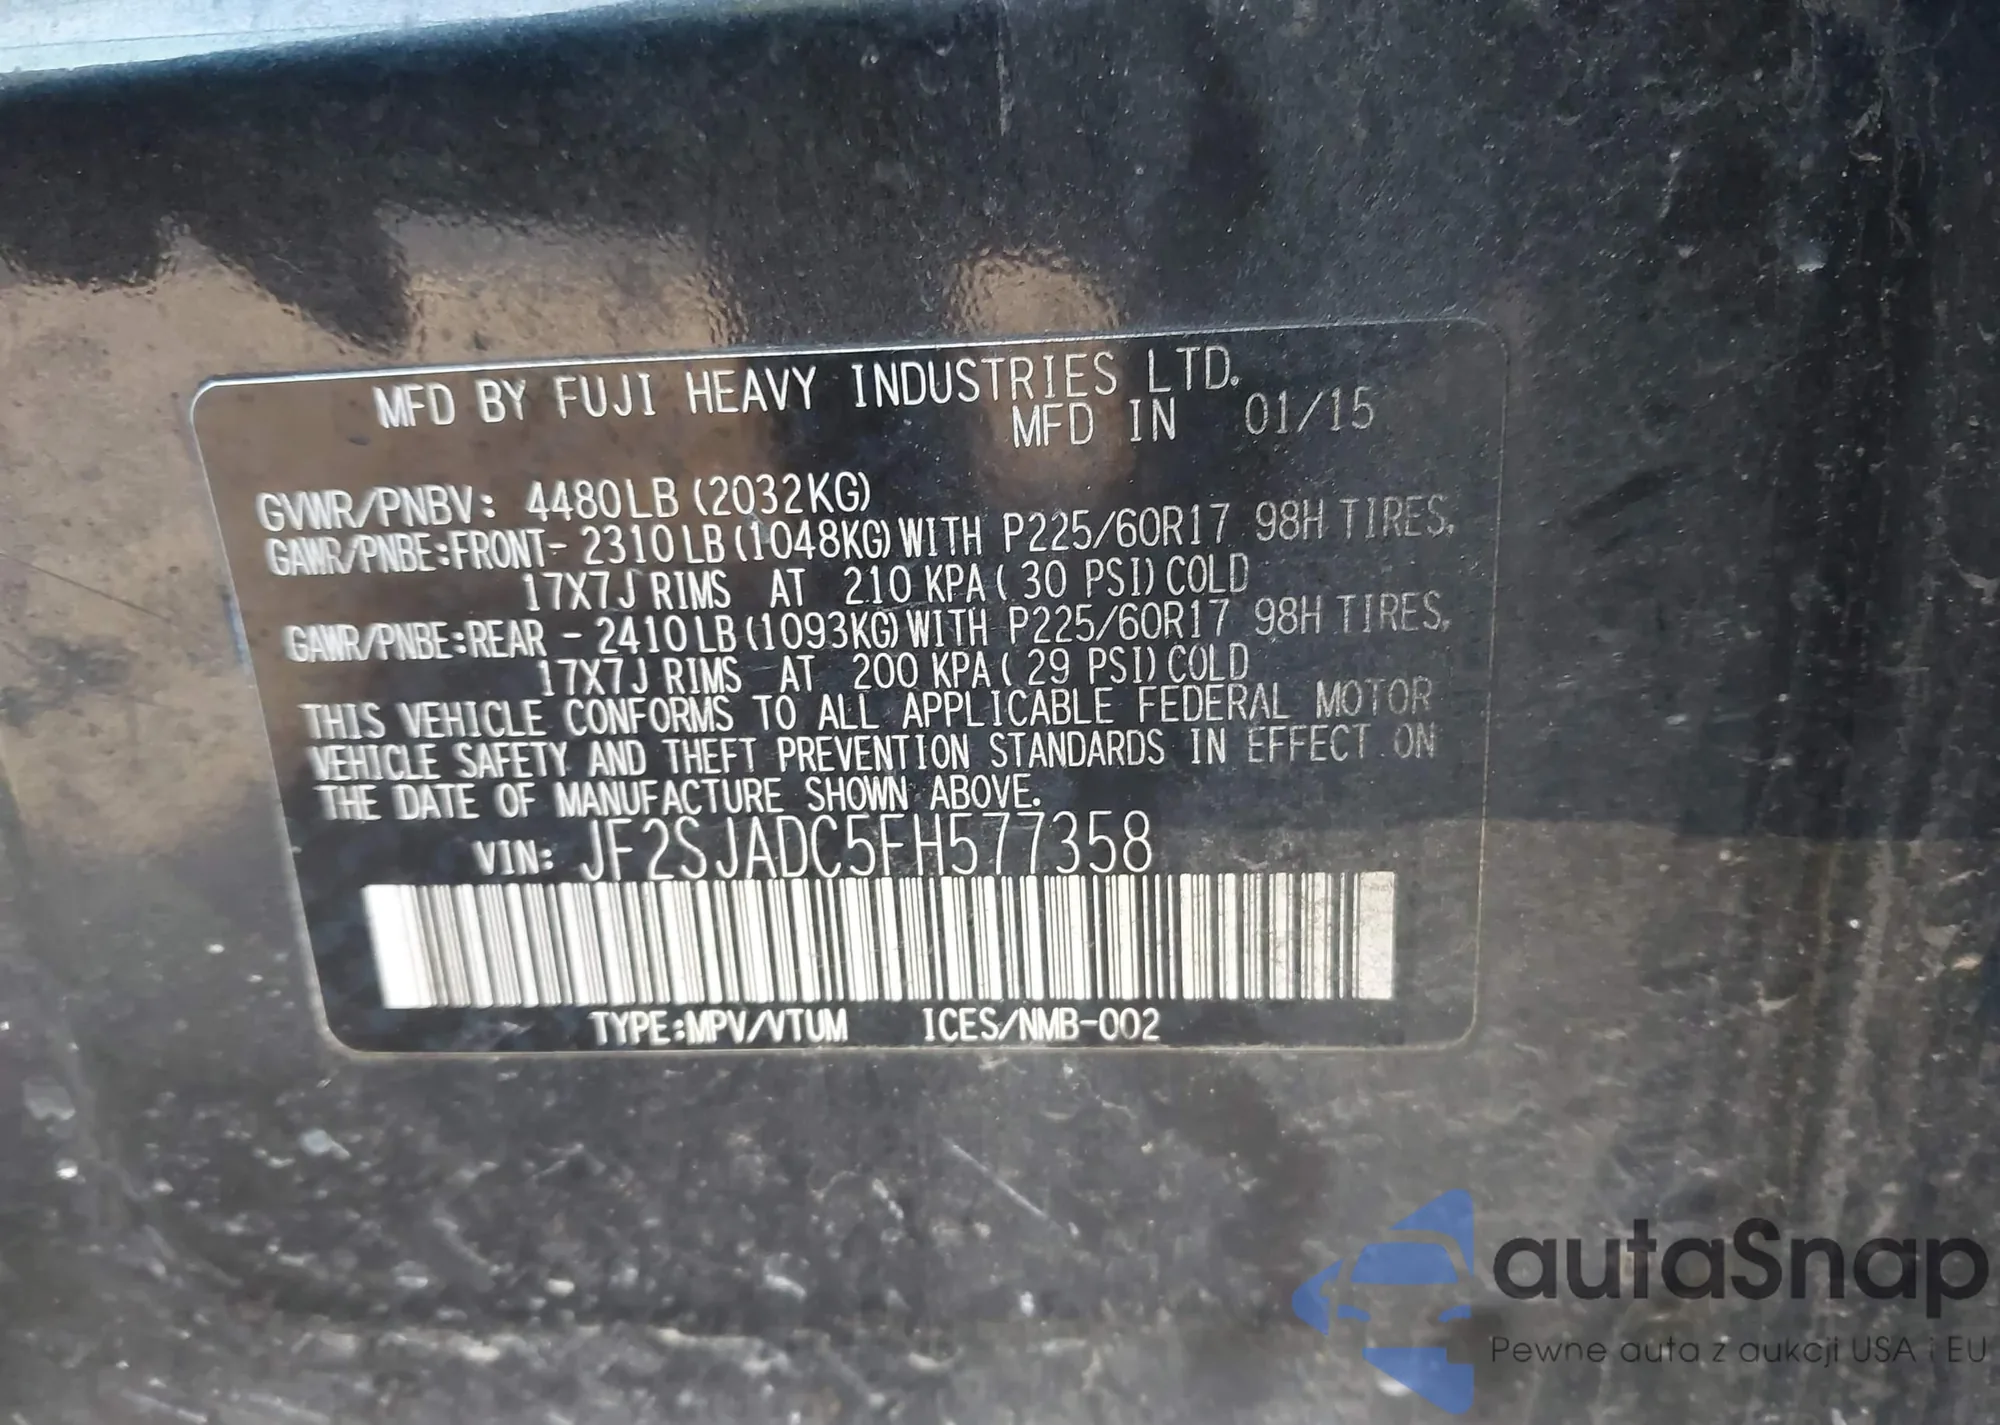 MFD BY FUJI HEAVY INDUSTRIES LTD.
MFD IN 01/15
GVWR/PNBV: 4480LB (2032KG)
GAWR/PNBE:FRONT- 2310LB (1048KG) WITH P225/60R17 98H TIRES,
17X7J RIMS AT 210 KPA ( 30 PSI) COLD
GAWR/PNBE:REAR - 2410LB (1093KG) WITH P225/60R17 98H TIRES,
17X7J RIMS AT 200 KPA ( 29 PSI) COLD
THIS VEHICLE CONFORMS TO ALL APPLICABLE FEDERAL MOTOR
VEHICLE SAFETY AND THEFT PREVENTION STANDARDS IN EFFECT ON
THE DATE OF MANUFACTURE SHOWN ABOVE.
VIN: JF2SJADC5FH577358
TYPE:MPV/VTUM ICES/NMB-002
autaSnap
Pewne auta z aukcji USA i EU